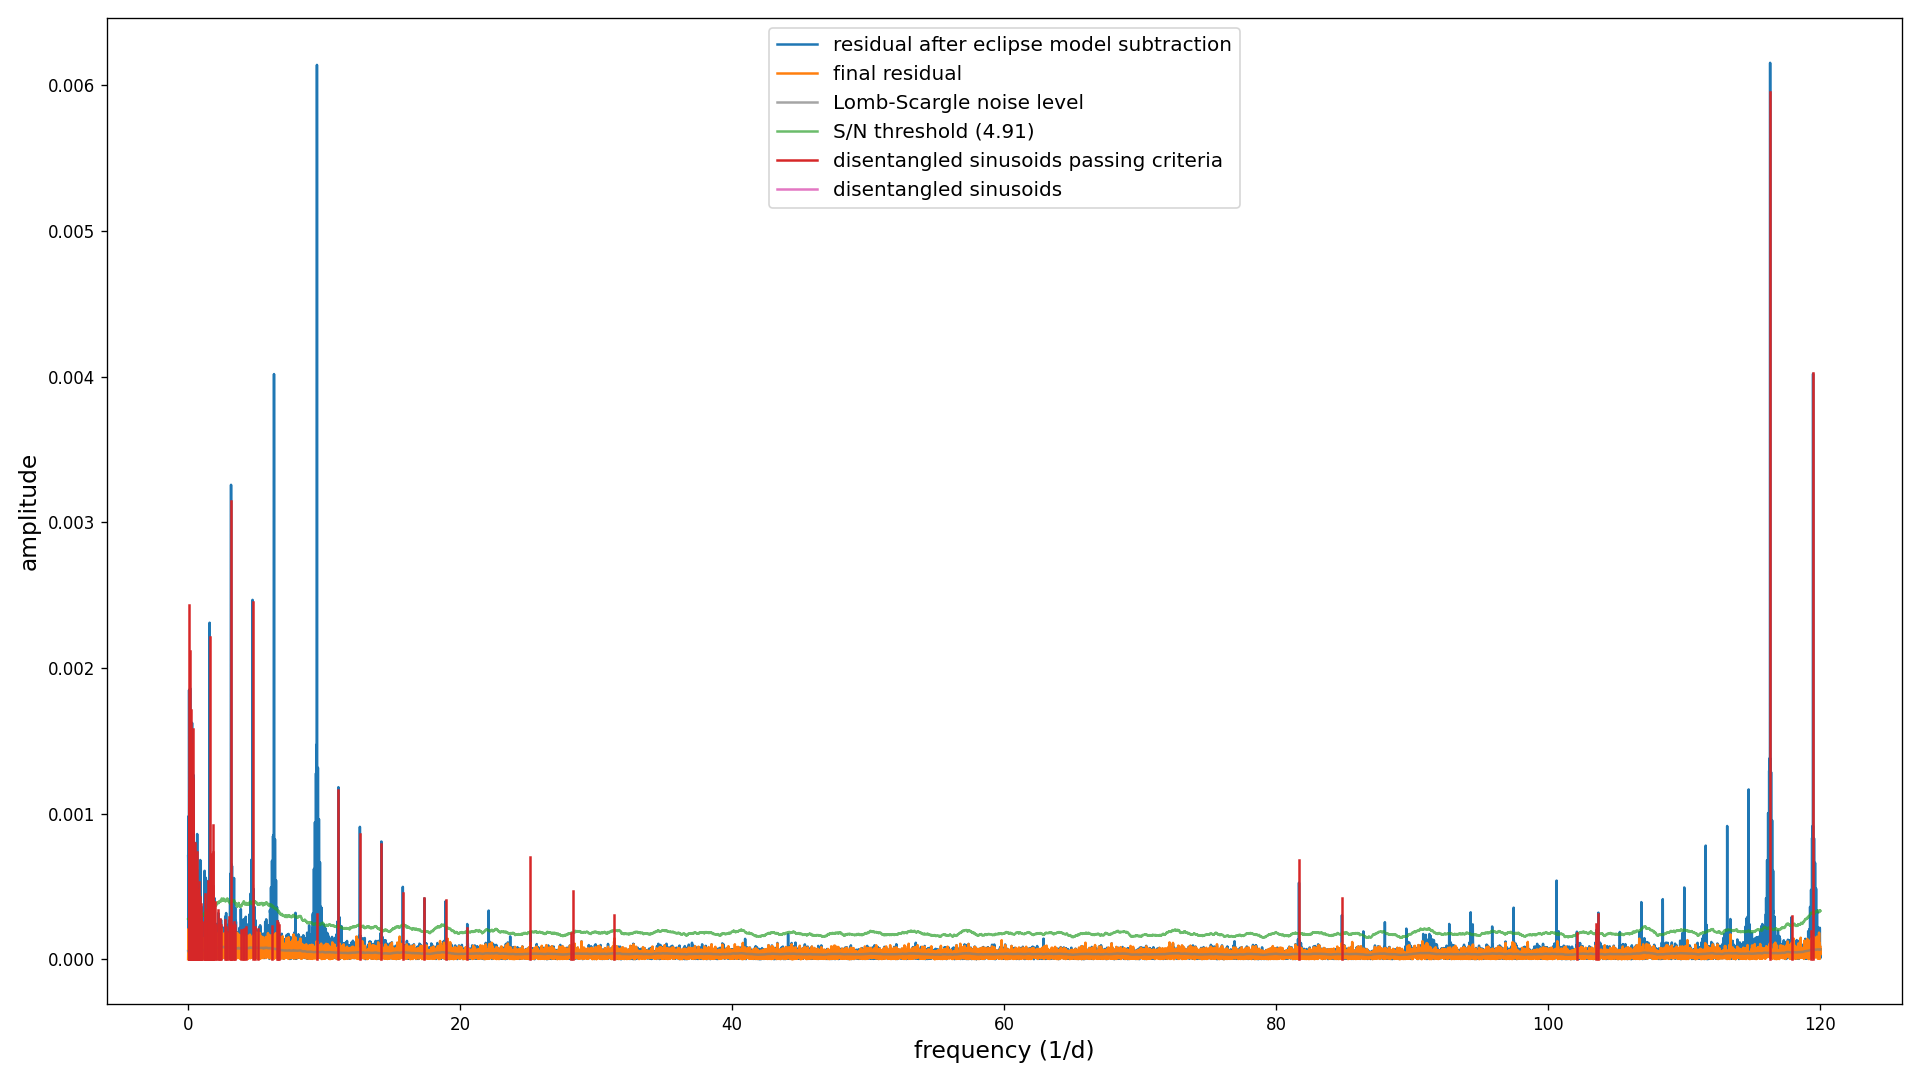 residual after eclipse model subtraction
final residual
Lomb-Scargle noise level
S/N threshold (4.91)
disentangled sinusoids passing criteria
disentangled sinusoids
0.006
0.005
0.004
0.003
0.002
0.001
0.000
amplitude
0 20 40 60 80 100 120
frequency (1/d)